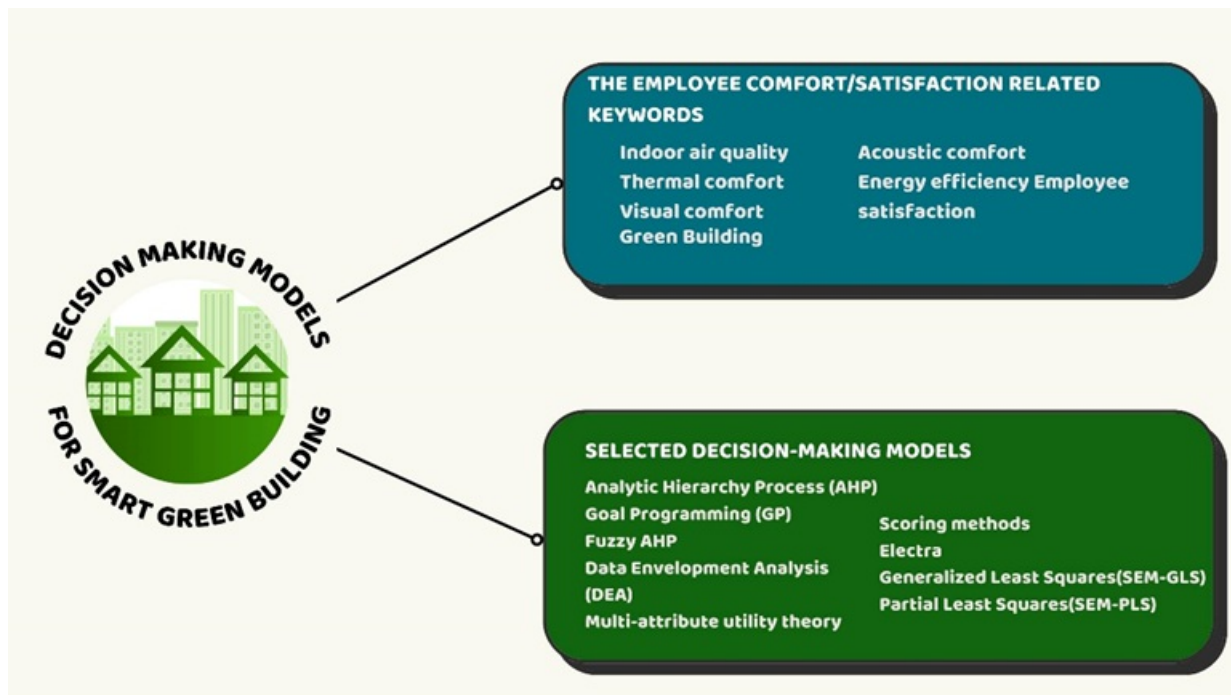 DECISION MAKING MODELS
FOR SMART GREEN BUILDING
THE EMPLOYEE COMFORT/SATISFACTION RELATED
KEYWORDS
Indoor air quality
Thermal comfort
Visual comfort
Green Building
Acoustic comfort
Energy efficiency Employee
satisfaction
SELECTED DECISION-MAKING MODELS
Analytic Hierarchy Process (AHP)
Goal Programming (GP)
Fuzzy AHP
Data Envelopment Analysis
(DEA)
Multi-attribute utility theory
Scoring methods
Electra
Generalized Least Squares(SEM-GLS)
Partial Least Squares(SEM-PLS)